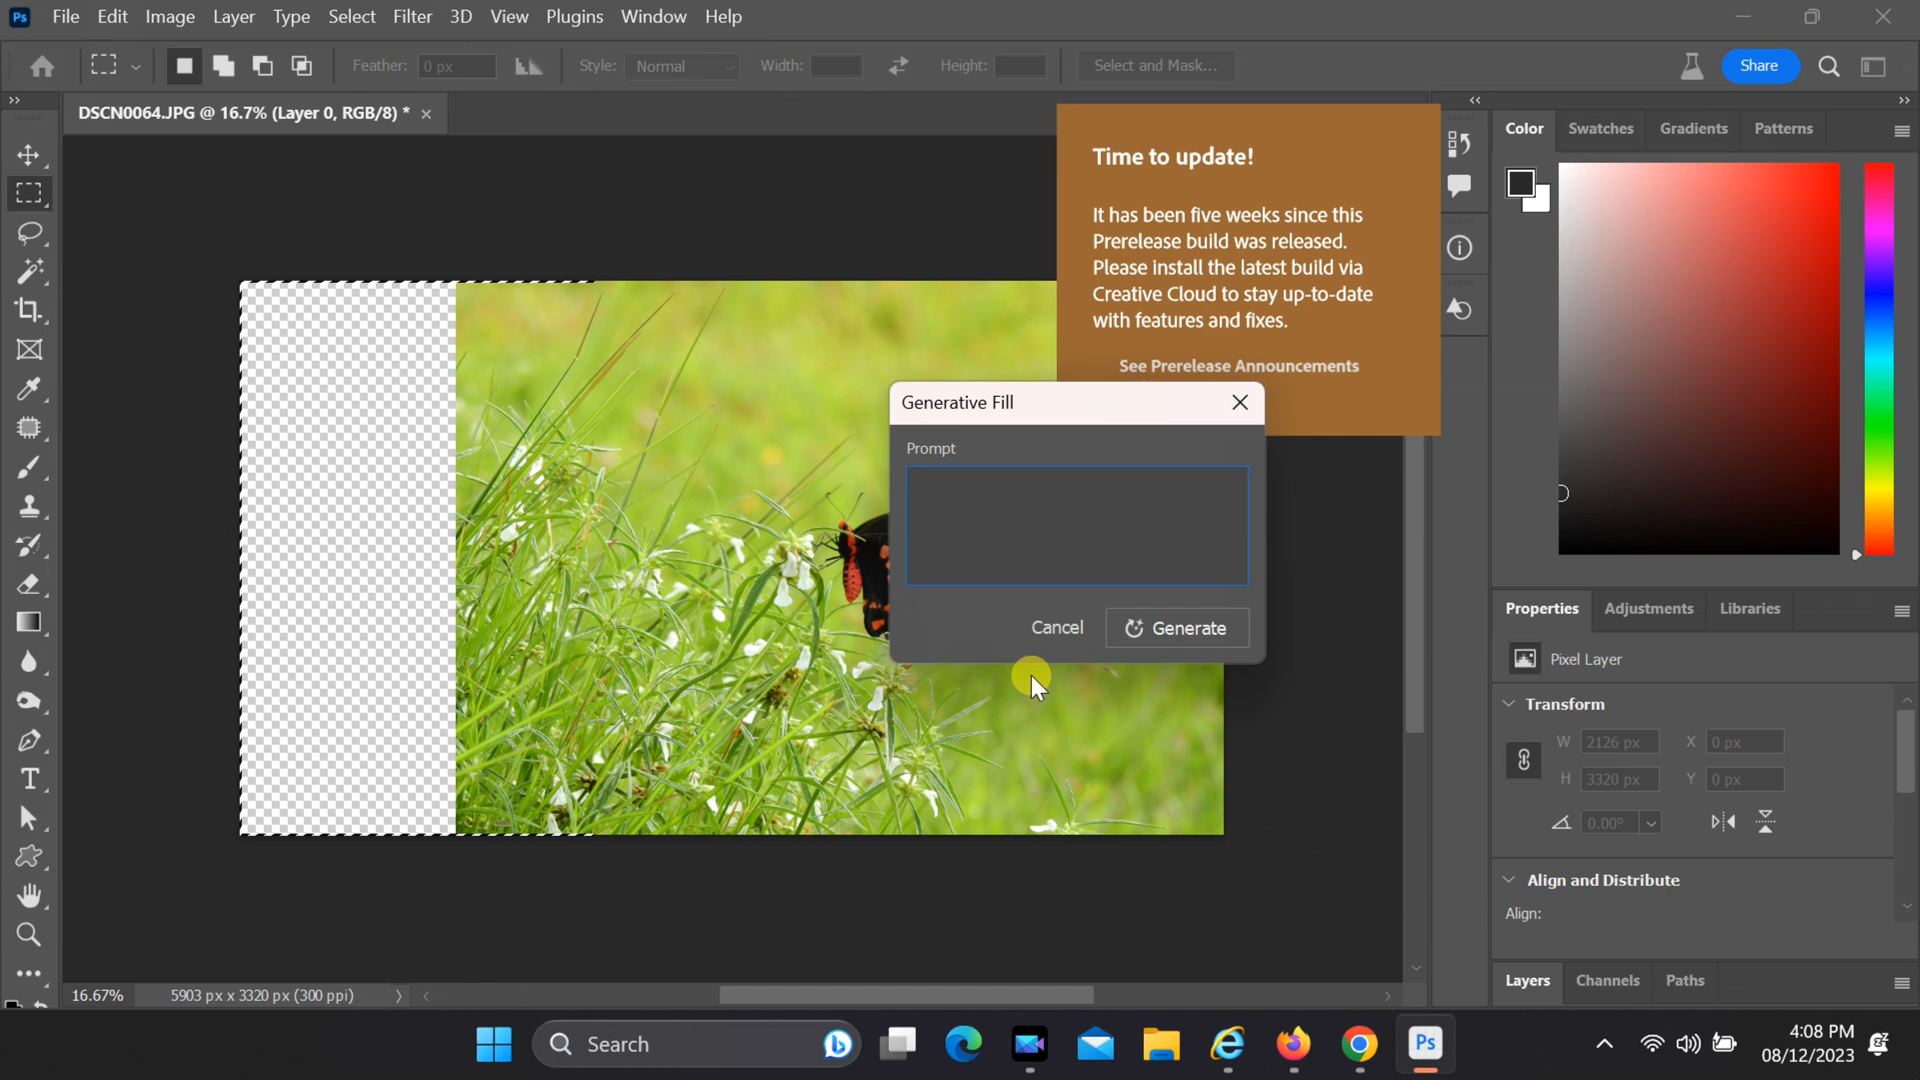 Ps File Edit Image Layer Type Select Filter 3D View Plugins Window Help
Feather: 0 px Style: Normal Width: Height: Select and Mask... Share
DSCN0064.JPG @ 16.7% (Layer 0, RGB/8) *
Time to update!
It has been five weeks since this
Prerelease build was released.
Please install the latest build via
Creative Cloud to stay up-to-date
with features and fixes.
See Prerelease Announcements
Generative Fill
Prompt
Cancel Generate
Color Swatches Gradients Patterns
Properties Adjustments Libraries
Pixel Layer
Transform
W 2126 px X 0 px
H 3320 px Y 0 px
0.00°
Align and Distribute
Align:
Layers Channels Paths
16.67% 5903 px x 3320 px (300 ppi)
Search
Ps
4:08 PM
08/12/2023